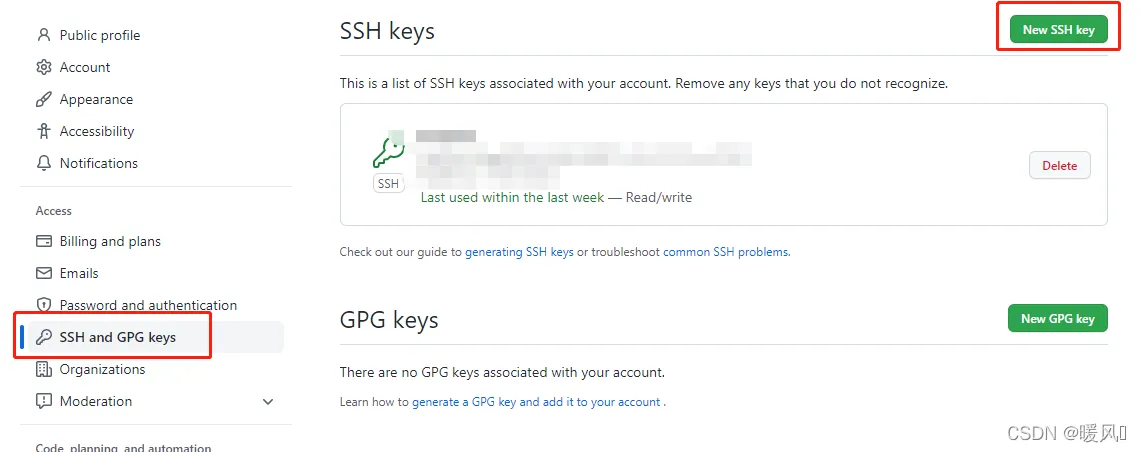 Public profile
Account
Appearance
Accessibility
Notifications
Access
Billing and plans
Emails
Password and authentication
SSH and GPG keys
Organizations
Moderation
Code, planning, and automation
SSH keys
New SSH key
This is a list of SSH keys associated with your account. Remove any keys that you do not recognize.
SSH
Last used within the last week — Read/write
Delete
Check out our guide to generating SSH keys or troubleshoot common SSH problems.
GPG keys
New GPG key
There are no GPG keys associated with your account.
Learn how to generate a GPG key and add it to your account .
CSDN @暖风